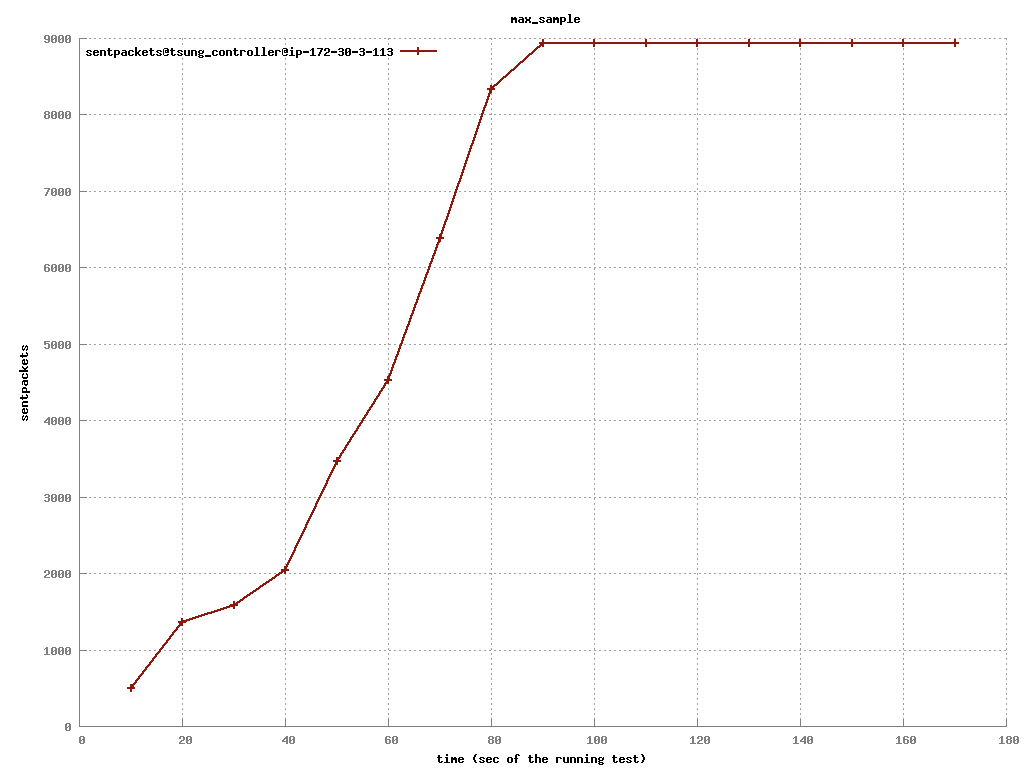 max_sample
sentpackets@tsung_controller@ip-172-30-3-113
9000
8000
7000
6000
5000
4000
3000
2000
1000
0
sentpackets
0 20 40 60 80 100 120 140 160 180
time (sec of the running test)